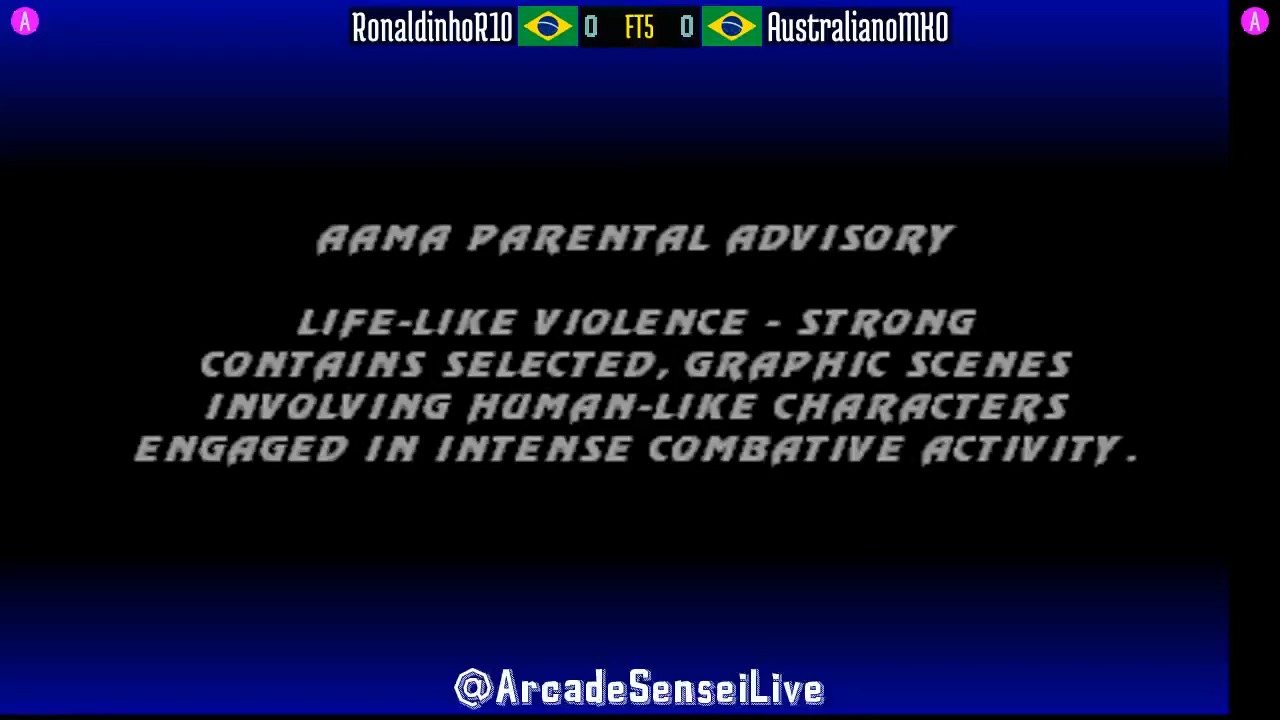 A RonaldinhoR10 0 FT5 0 AustralianoMK0 A
AAMA PARENTAL ADVISORY
LIFE-LIKE VIOLENCE - STRONG
CONTAINS SELECTED, GRAPHIC SCENES
INVOLVING HUMAN-LIKE CHARACTERS
ENGAGED IN INTENSE COMBATIVE ACTIVITY.
@ArcadeSenseiLive